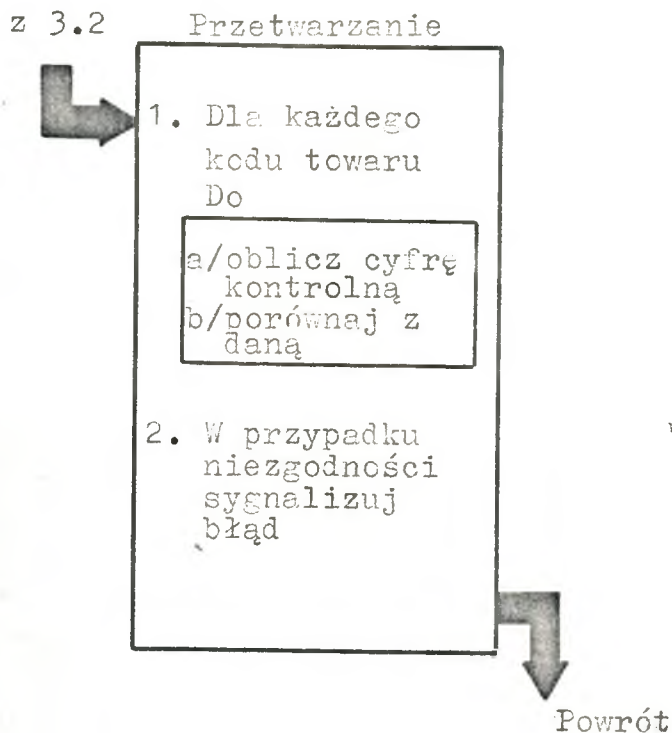 z 3.2 Przetwarzanie
1. Dla każdego
kodu towaru
Do
a/oblicz cyfrę
kontrolną
b/porównaj z
daną
2. W przypadku
niezgodności
sygnalizuj
błąd
Powrót